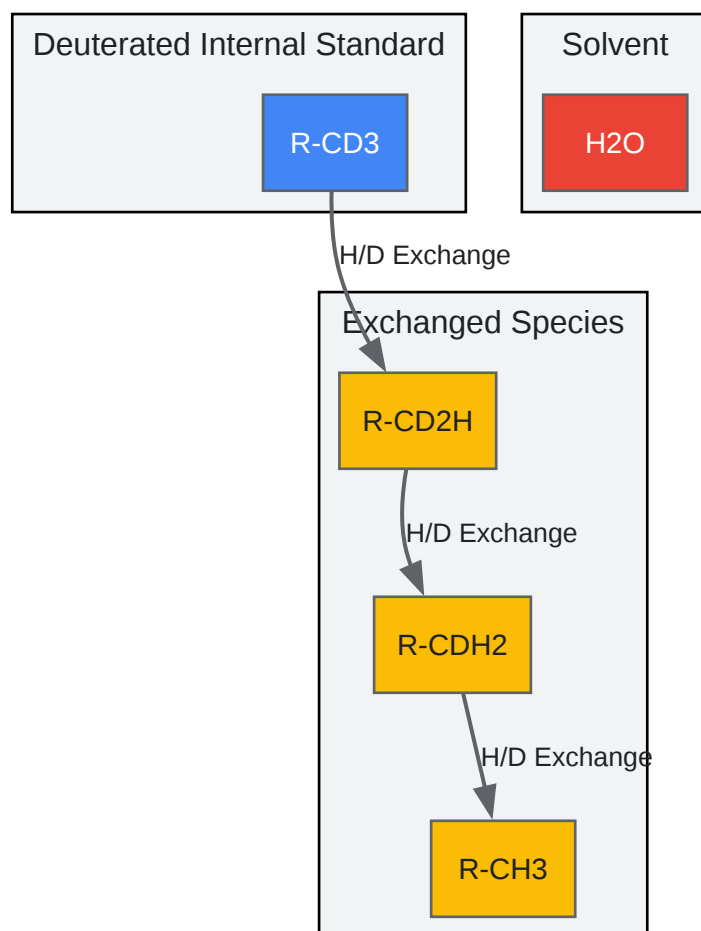 Deuterated Internal Standard
Solvent
R-CD3
H2O
H/D Exchange
Exchanged Species
R-CD2H
H/D Exchange
R-CDH2
H/D Exchange
R-CH3